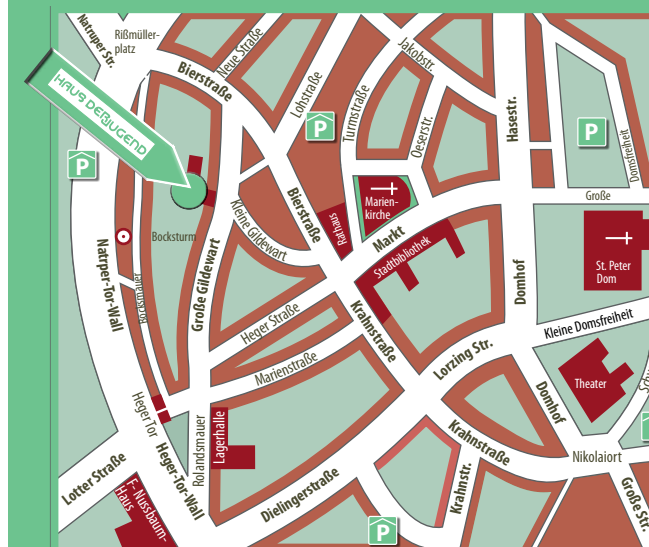 Natruper Str.
Rißmüller-
platz
Bierstraße
Neue Straße
Lohstraße
Turmstraße
Jakobstr.
Oeserstr.
Hasestr.
Domsfreiheit
HAUS DERJUGEND
P
P
P
Große
Marien-
kirche
Rathaus
Markt
Bierstraße
Kleine Gildewart
Bocksturm
Große Gildewart
Natrper-Tor-Wall
Bocksmauer
Stadtbibliothek
St. Peter
Dom
Domhof
Kleine Domsfreiheit
Heger Straße
Krahnstraße
Marienstraße
Lorzing Str.
Theater
Domhof
Heger Tor
Rolandsmauer
Lagerhalle
Krahnstraße
Nikolaiort
Lotter Straße
Heger-Tor-Wall
F- Nussbaum-
Haus
Dielingerstraße
Krahnstr.
Große Str.
P